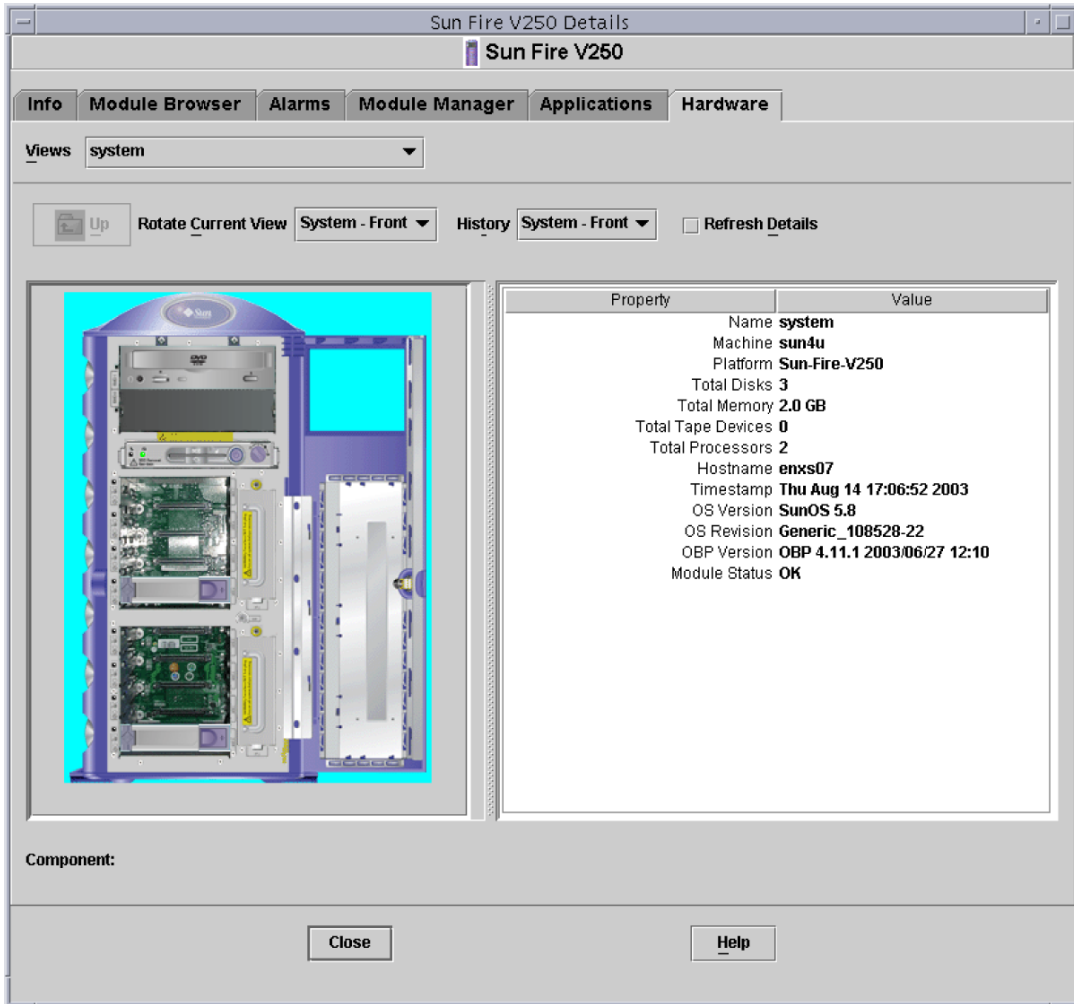 Sun Fire V250 Details
Sun Fire V250
Info Module Browser Alarms Module Manager Applications Hardware
Views system
Up Rotate Current View System - Front History System - Front Refresh Details
Property Value
Name system
Machine sun4u
Platform Sun-Fire-V250
Total Disks 3
Total Memory 2.0 GB
Total Tape Devices 0
Total Processors 2
Hostname enxs07
Timestamp Thu Aug 14 17:06:52 2003
OS Version SunOS 5.8
OS Revision Generic_108528-22
OBP Version OBP 4.11.1 2003/06/27 12:10
Module Status OK
Sun
DVD
Component:
Close Help